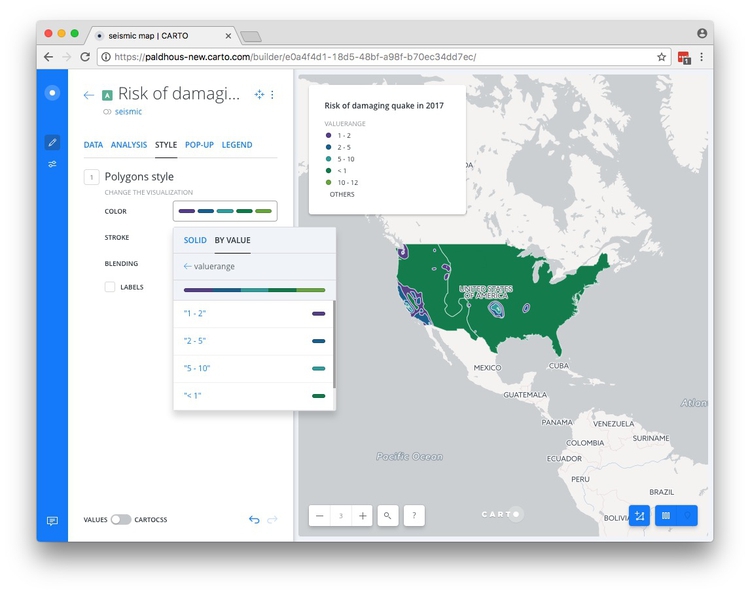 seismic map | CARTO
https://paldhous-new.carto.com/builder/e0a4f4d1-18d5-48bf-a98f-b70ec34dd7ec/
1
A Risk of damagi...
seismic
DATA ANALYSIS STYLE POP-UP LEGEND
1 Polygons style
CHANGE THE VISUALIZATION
COLOR
STROKE
BLENDING
LABELS
SOLID BY VALUE
valuerange
"1 - 2"
"2 - 5"
"5 - 10"
"< 1"
VALUES CARTOCSS
Risk of damaging quake in 2017
VALUERANGE
1 - 2
2 - 5
5 - 10
< 1
10 - 12
OTHERS
UNITED STATES
OF AMERICA
MEXICO
CUBA
GUATEMALA
PANAMA
VENEZUELA
COLOMBIA
SURINAME
ECUADOR
PERU
BRAZIL
Pacific Ocean
3
?
CARTO